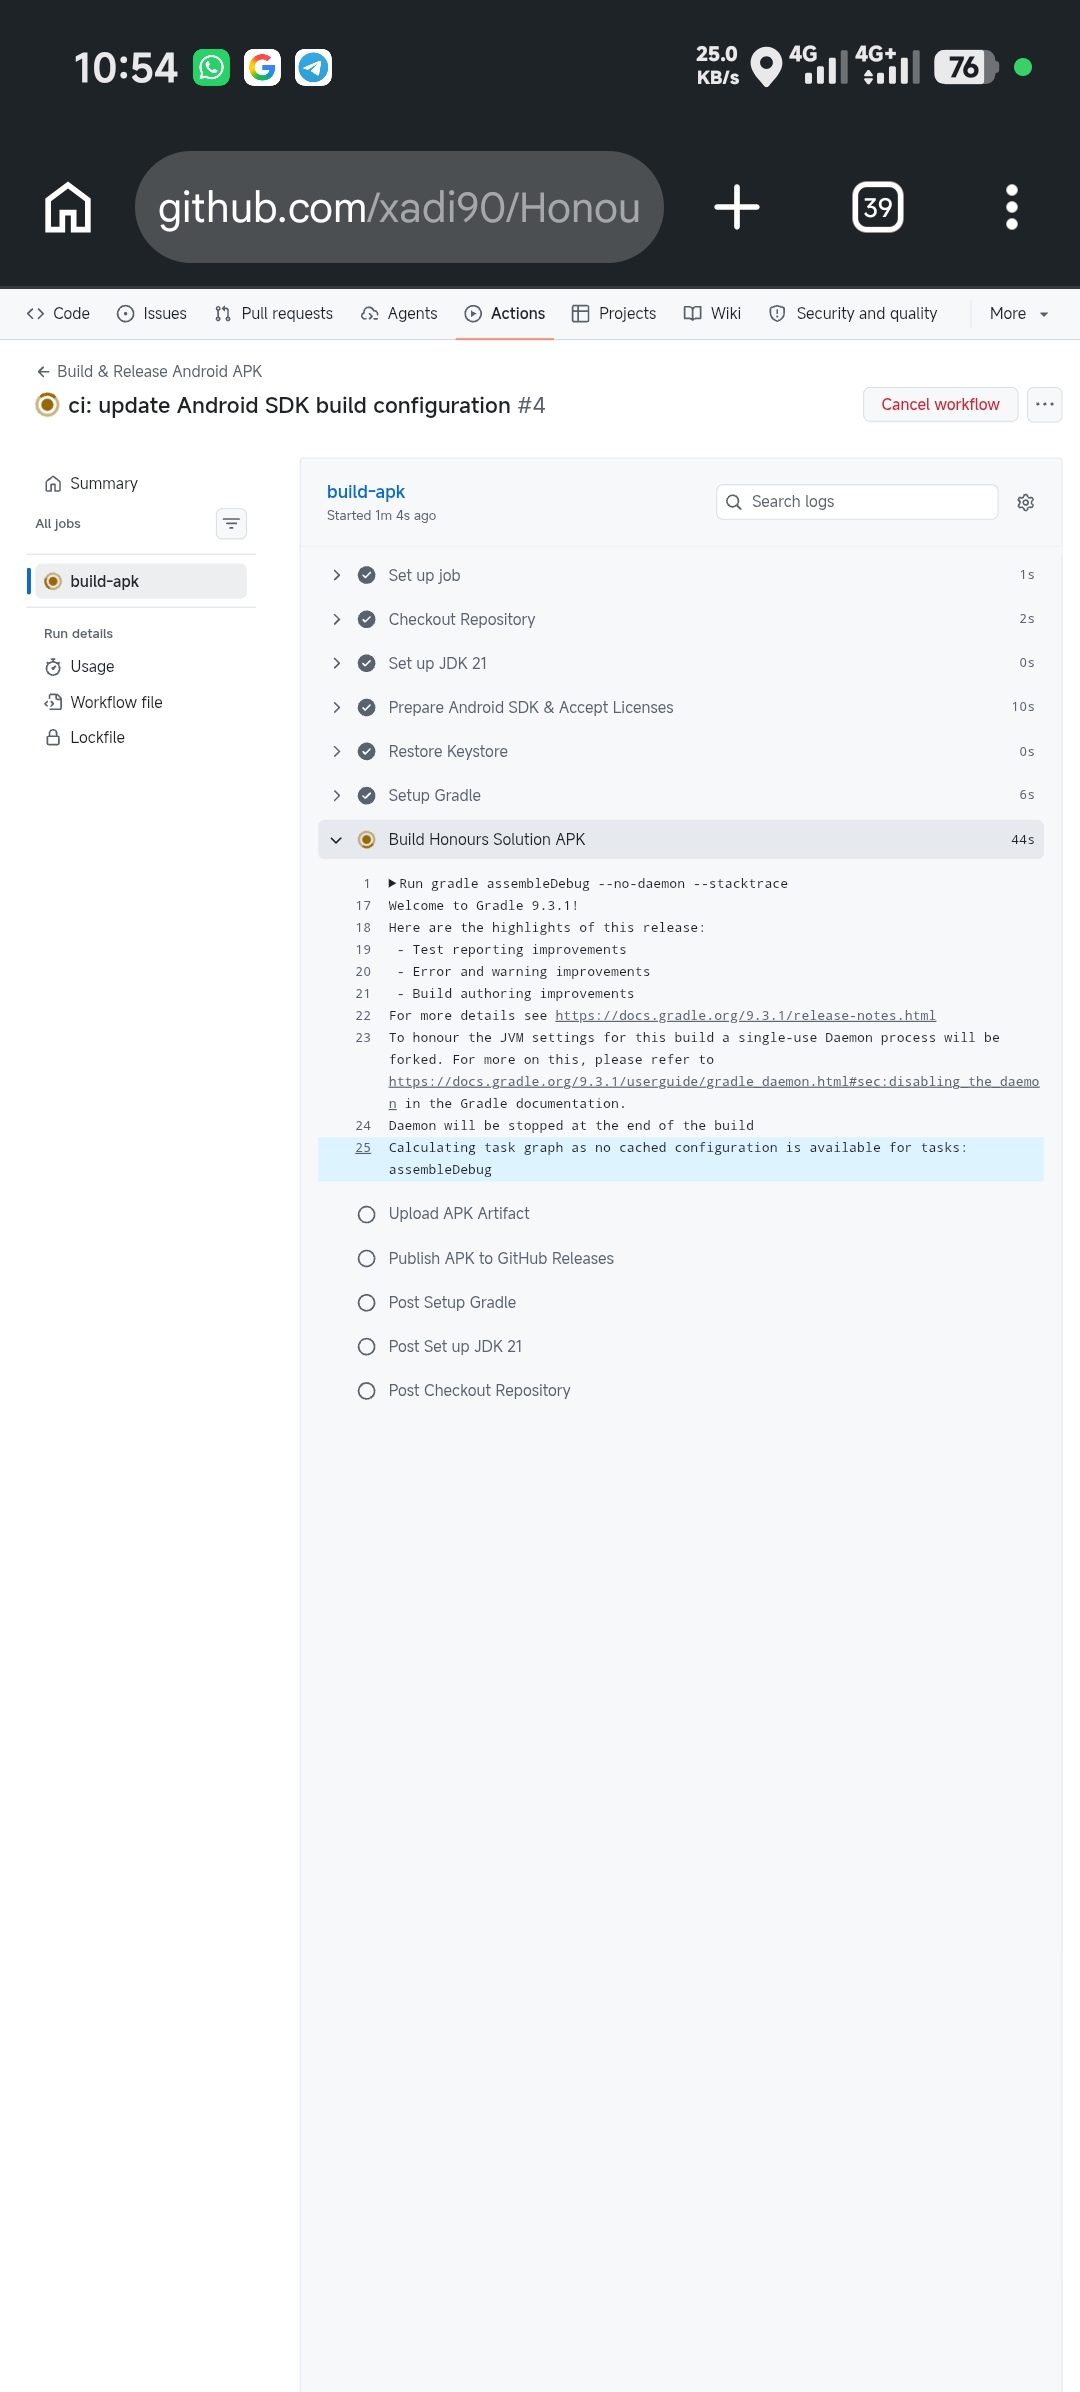 10:54
25.0 KB/s 4G 4G+ 76
github.com/xadi90/Honou
39
Code Issues Pull requests Agents Actions Projects Wiki Security and quality More
Build & Release Android APK
ci: update Android SDK build configuration #4
Cancel workflow
Summary
All jobs
build-apk
Run details
Usage
Workflow file
Lockfile
build-apk
Started 1m 4s ago
Search logs
Set up job 1s
Checkout Repository 2s
Set up JDK 21 0s
Prepare Android SDK & Accept Licenses 10s
Restore Keystore 0s
Setup Gradle 6s
Build Honours Solution APK 44s
1 Run gradle assembleDebug --no-daemon --stacktrace
17 Welcome to Gradle 9.3.1!
18 Here are the highlights of this release:
19 - Test reporting improvements
20 - Error and warning improvements
21 - Build authoring improvements
22 For more details see https://docs.gradle.org/9.3.1/release-notes.html
23 To honour the JVM settings for this build a single-use Daemon process will be
forked. For more on this, please refer to
https://docs.gradle.org/9.3.1/userguide/gradle_daemon.html#sec:disabling_the_daemo
n in the Gradle documentation.
24 Daemon will be stopped at the end of the build
25 Calculating task graph as no cached configuration is available for tasks:
assembleDebug
Upload APK Artifact
Publish APK to GitHub Releases
Post Setup Gradle
Post Set up JDK 21
Post Checkout Repository